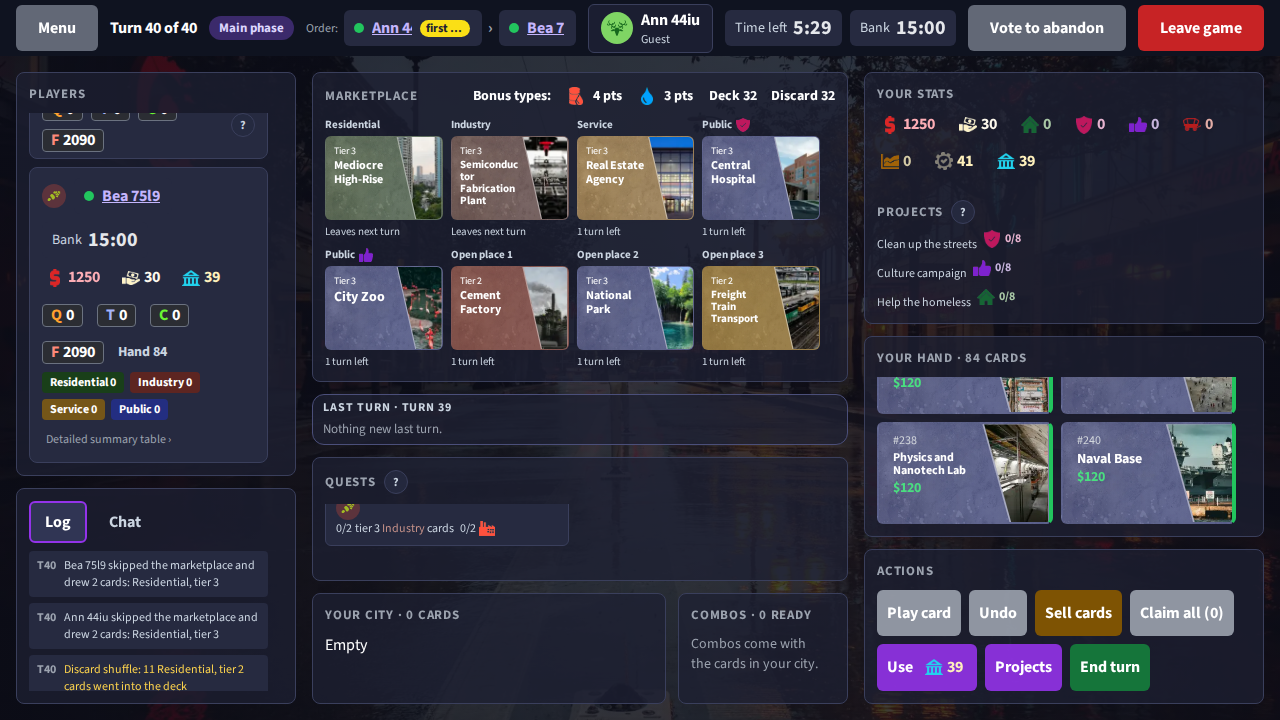 Menu
Turn 40 of 40
Main phase
Order:
Ann 4
first ...
›
Bea 7
Ann 44iu
Guest
Time left 5:29
Bank 15:00
Vote to abandon
Leave game
PLAYERS
?
F 2090
Bea 75l9
Bank 15:00
1250 30 39
Q 0 T 0 C 0
F 2090 Hand 84
Residential 0 Industry 0
Service 0 Public 0
Detailed summary table ›
Log Chat
T40 Bea 75l9 skipped the marketplace and
drew 2 cards: Residential, tier 3
T40 Ann 44iu skipped the marketplace and
drew 2 cards: Residential, tier 3
T40 Discard shuffle: 11 Residential, tier 2
cards went into the deck
MARKETPLACE
Bonus types: 4 pts 3 pts Deck 32 Discard 32
Residential
Tier 3
Mediocre
High-Rise
Leaves next turn
Industry
Tier 3
Semiconduc
tor
Fabrication
Plant
Leaves next turn
Service
Tier 3
Real Estate
Agency
1 turn left
Public
Tier 3
Central
Hospital
1 turn left
Public
Tier 3
City Zoo
1 turn left
Open place 1
Tier 2
Cement
Factory
1 turn left
Open place 2
Tier 3
National
Park
1 turn left
Open place 3
Tier 2
Freight
Train
Transport
1 turn left
LAST TURN · TURN 39
Nothing new last turn.
QUESTS ?
0/2 tier 3 Industry cards 0/2
YOUR CITY · 0 CARDS
Empty
COMBOS · 0 READY
Combos come with
the cards in your city.
YOUR STATS
1250 30 0 0 0 0
0 41 39
PROJECTS ?
Clean up the streets 0/8
Culture campaign 0/8
Help the homeless 0/8
YOUR HAND · 84 CARDS
$120
#238
Physics and
Nanotech Lab
$120
#240
Naval Base
$120
ACTIONS
Play card Undo Sell cards Claim all (0)
Use 39 Projects End turn